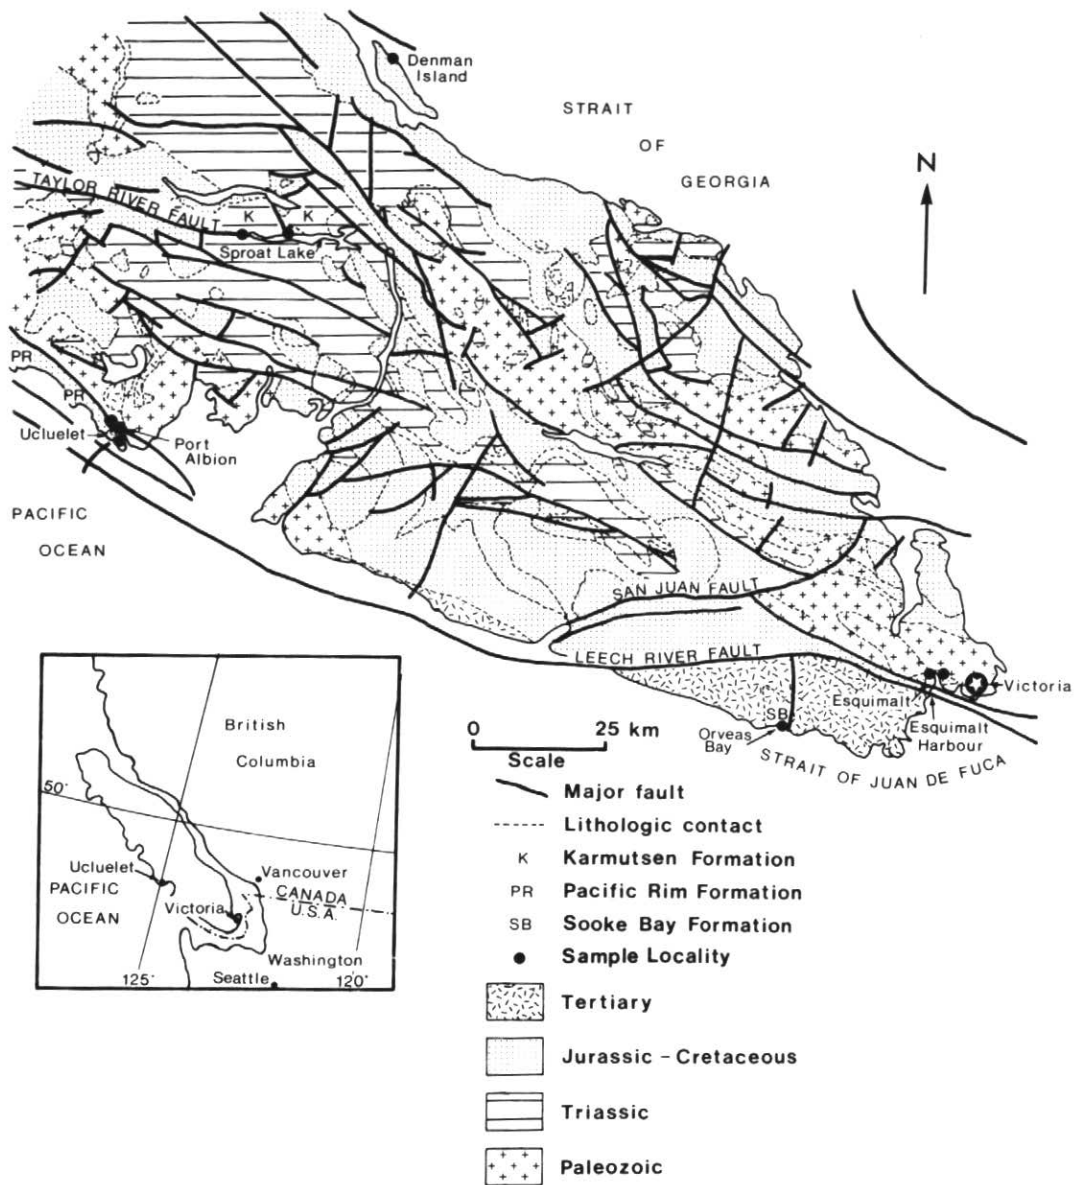 Denman
Island
STRAIT
OF
GEORGIA
N
TAYLOR RIVER FAULT
K
K
Sproat Lake
PR
PR
Ucluelet
Port
Albion
PACIFIC
OCEAN
SAN JUAN FAULT
LEECH RIVER FAULT
Victoria
Esquimalt
SB
Orveas
Bay
Esquimalt
Harbour
STRAIT OF JUAN DE FUCA
0 25 km
Scale
Major fault
Lithologic contact
K Karmutsen Formation
PR Pacific Rim Formation
SB Sooke Bay Formation
Sample Locality
Tertiary
Jurassic - Cretaceous
Triassic
Paleozoic
British
Columbia
50°
Ucluelet
PACIFIC
OCEAN
Vancouver
CANADA
U.S.A.
Victoria
Washington
Seattle
125°
120°